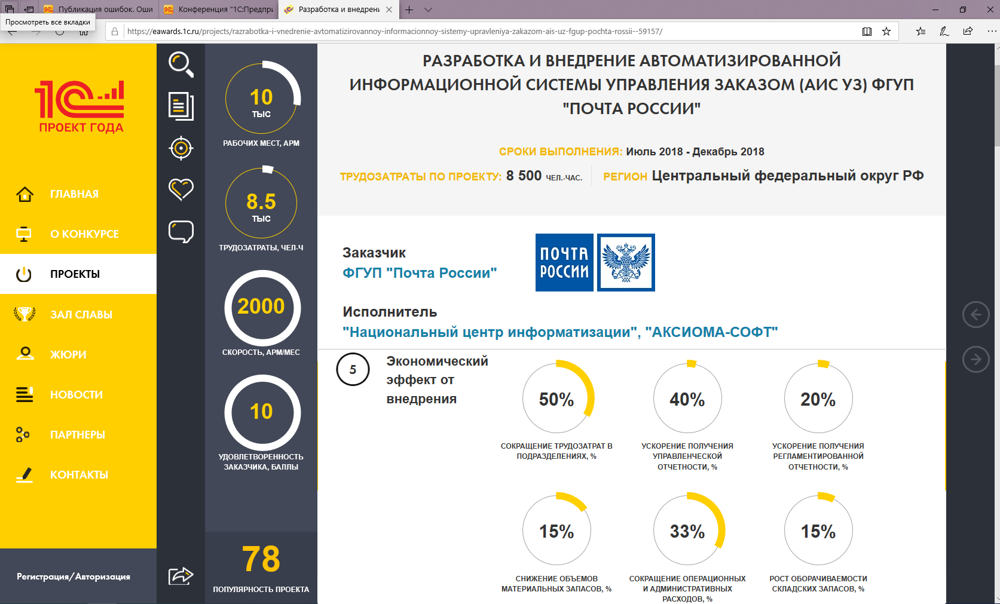 Публикация ошибок. Оши
Конференция "1С:Предпри
Разработка и внедрени
Просмотреть все вкладки
https://eawards.1c.ru/projects/razrabotka-i-vnedrenie-avtomatizirovannoy-informacionnoy-sistemy-upravleniya-zakazom-ais-uz-fgup-pochta-rossii--59157/
1С
ПРОЕКТ ГОДА
ГЛАВНАЯ
О КОНКУРСЕ
ПРОЕКТЫ
ЗАЛ СЛАВЫ
ЖЮРИ
НОВОСТИ
ПАРТНЕРЫ
КОНТАКТЫ
Регистрация/Авторизация
10
ТЫС
РАБОЧИХ МЕСТ, АРМ
8.5
ТЫС
ТРУДОЗАТРАТЫ, ЧЕЛ-Ч
2000
СКОРОСТЬ, АРМ/МЕС
10
УДОВЛЕТВОРЕННОСТЬ
ЗАКАЗЧИКА, БАЛЛЫ
78
ПОПУЛЯРНОСТЬ ПРОЕКТА
РАЗРАБОТКА И ВНЕДРЕНИЕ АВТОМАТИЗИРОВАННОЙ
ИНФОРМАЦИОННОЙ СИСТЕМЫ УПРАВЛЕНИЯ ЗАКАЗОМ (АИС УЗ) ФГУП
"ПОЧТА РОССИИ"
СРОКИ ВЫПОЛНЕНИЯ: Июль 2018 - Декабрь 2018
ТРУДОЗАТРАТЫ ПО ПРОЕКТУ: 8 500 ЧЕЛ.-ЧАС. РЕГИОН Центральный федеральный округ РФ
Заказчик
ФГУП "Почта России"
ПОЧТА
РОССИИ
Исполнитель
"Национальный центр информатизации", "АКСИОМА-СОФТ"
5
Экономический
эффект от
внедрения
50%
СОКРАЩЕНИЕ ТРУДОЗАТРАТ В
ПОДРАЗДЕЛЕНИЯХ, %
40%
УСКОРЕНИЕ ПОЛУЧЕНИЯ
УПРАВЛЕНЧЕСКОЙ
ОТЧЕТНОСТИ, %
20%
УСКОРЕНИЕ ПОЛУЧЕНИЯ
РЕГЛАМЕНТИРОВАННОЙ
ОТЧЕТНОСТИ, %
15%
СНИЖЕНИЕ ОБЪЕМОВ
МАТЕРИАЛЬНЫХ ЗАПАСОВ, %
33%
СОКРАЩЕНИЕ ОПЕРАЦИОННЫХ
И АДМИНИСТРАТИВНЫХ
РАСХОДОВ, %
15%
РОСТ ОБОРАЧИВАЕМОСТИ
СКЛАДСКИХ ЗАПАСОВ, %